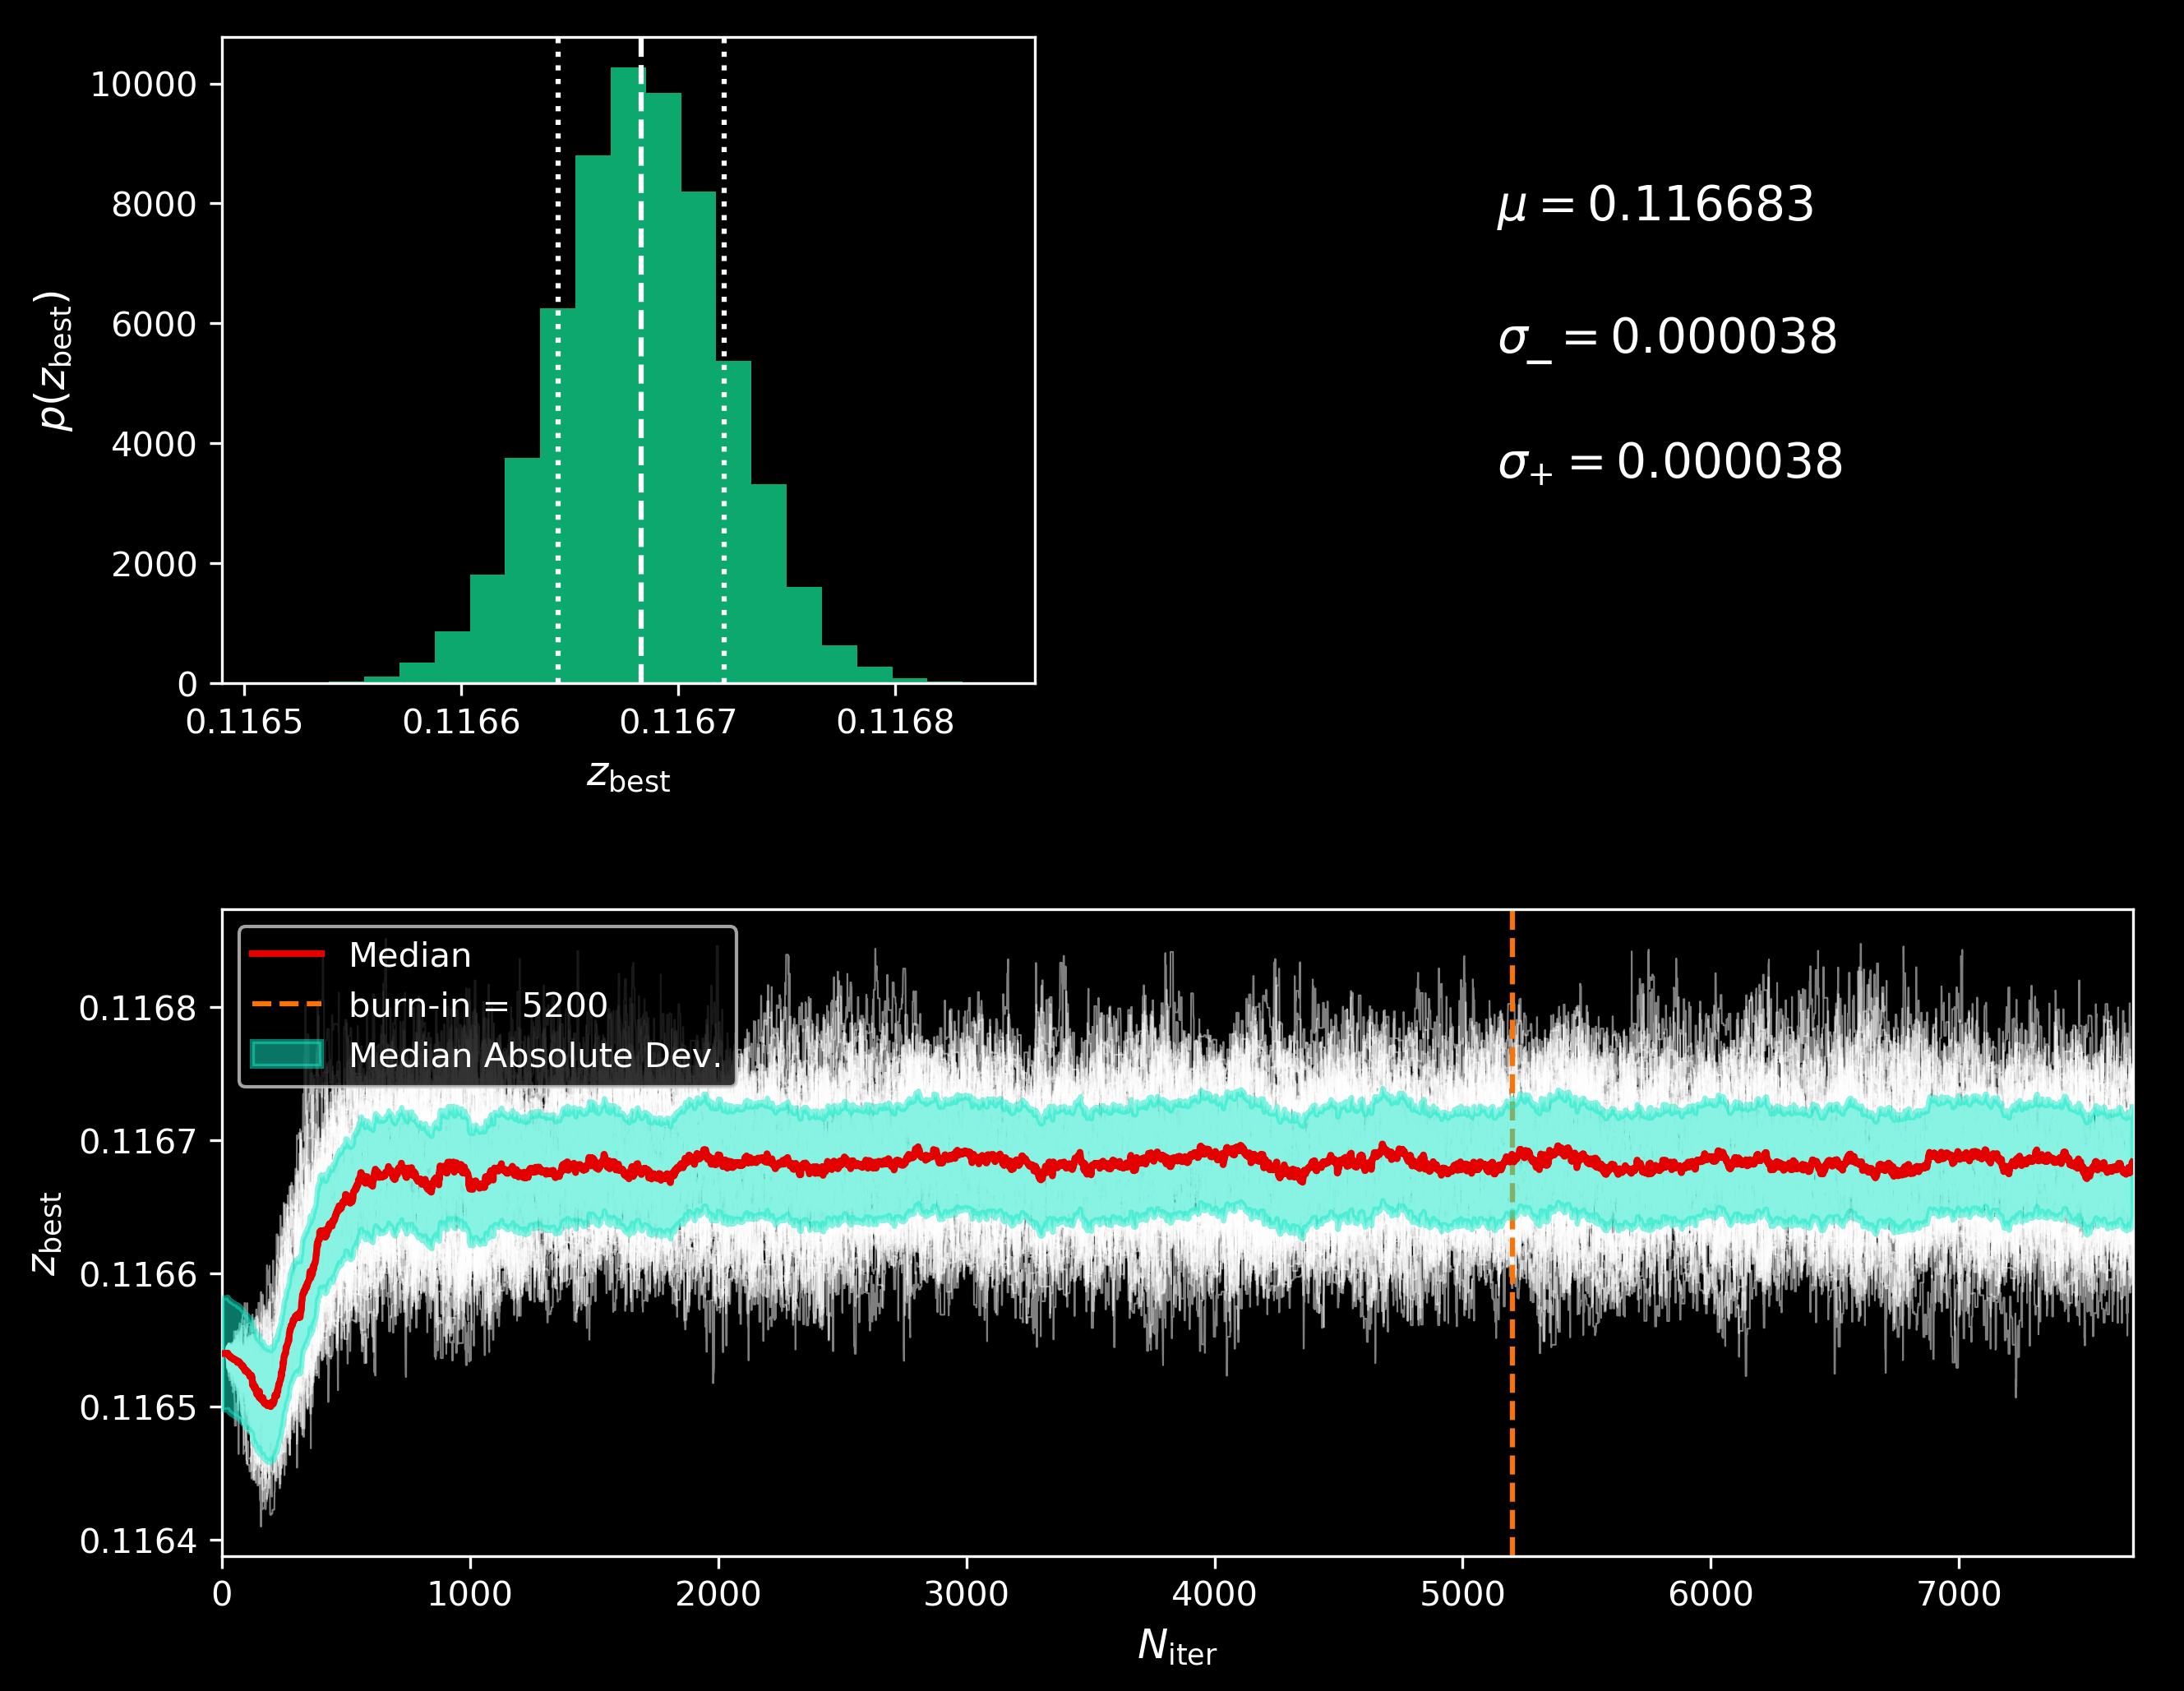 10000
8000
6000
4000
2000
0
p(z_best)
0.1165 0.1166 0.1167 0.1168
z_best
μ = 0.116683
σ_− = 0.000038
σ_+ = 0.000038
Median
burn-in = 5200
Median Absolute Dev.
0.1168
0.1167
0.1166
0.1165
0.1164
z_best
0 1000 2000 3000 4000 5000 6000 7000
N_iter